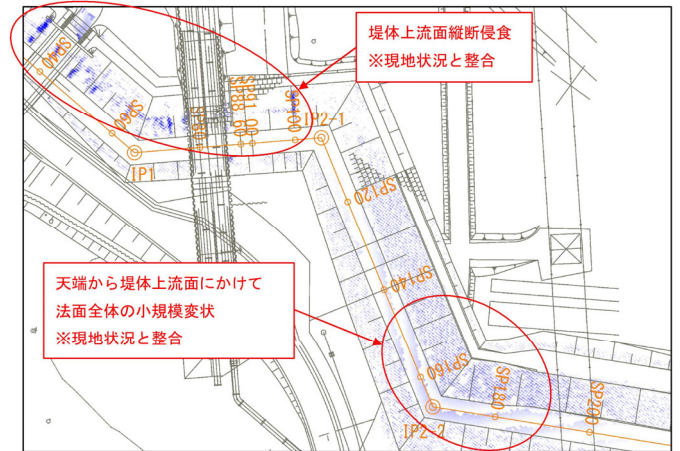 堤体上流面縦断侵食
※現地状況と整合
SP40
SP60
IP1
SP80
SP100
IP2-1
SP120
SP140
天端から堤体上流面にかけて
法面全体の小規模変状
※現地状況と整合
SP160
SP180
SP200
IP2-2